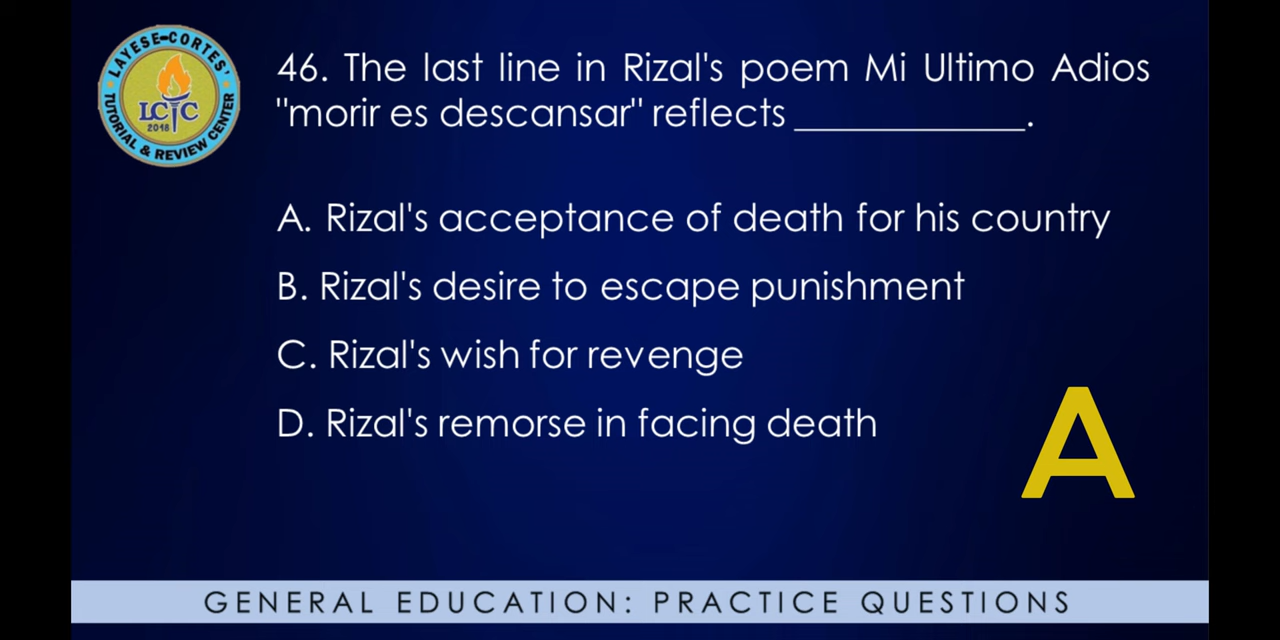 LAYESE-CORTES'
TUTORIAL & REVIEW CENTER
LCTC
2018
46. The last line in Rizal's poem Mi Ultimo Adios
"morir es descansar" reflects ____________.
A. Rizal's acceptance of death for his country
B. Rizal's desire to escape punishment
C. Rizal's wish for revenge
D. Rizal's remorse in facing death
A
GENERAL EDUCATION: PRACTICE QUESTIONS